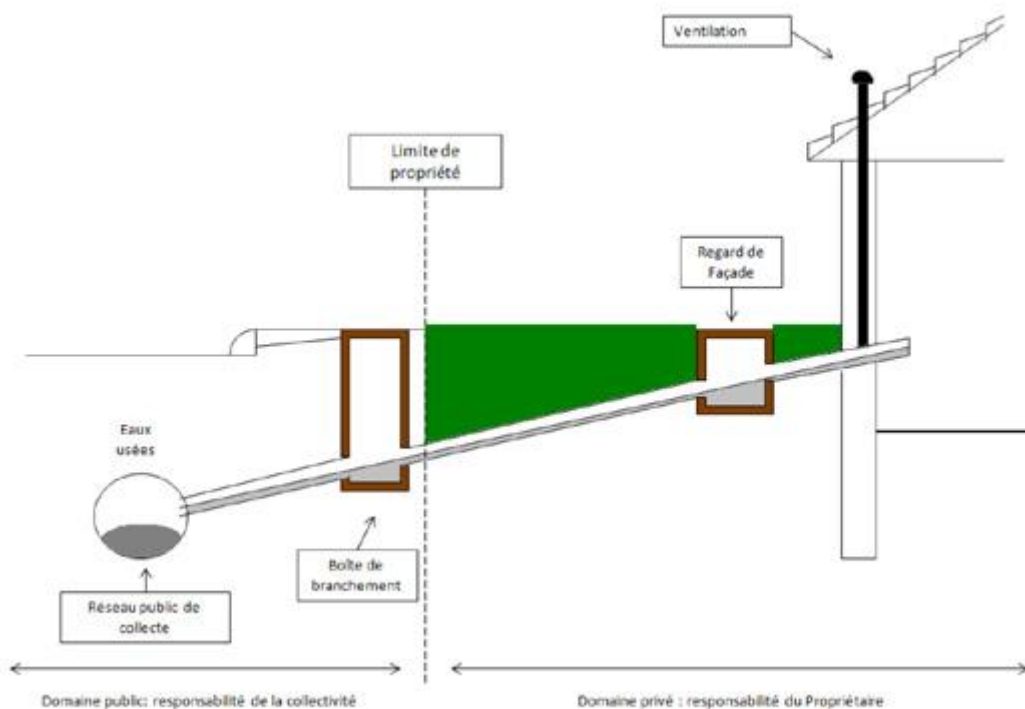 Ventilation
Limite de
propriété
Regard de
Façade
Eaux
usées
Boîte de
branchement
Réseau public de
collecte
Domaine public: responsabilité de la collectivité
Domaine privé : responsabilité du Propriétaire